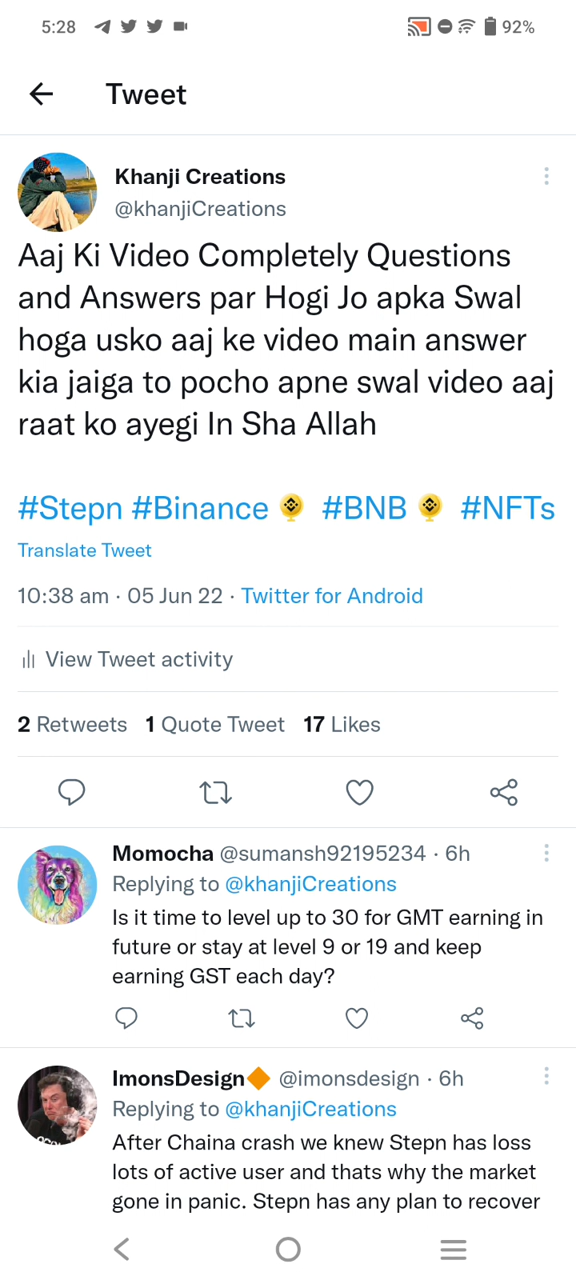 5:28
92%
Tweet
Khanji Creations
@khanjiCreations
Aaj Ki Video Completely Questions
and Answers par Hogi Jo apka Swal
hoga usko aaj ke video main answer
kia jaiga to pocho apne swal video aaj
raat ko ayegi In Sha Allah
#Stepn #Binance #BNB #NFTs
Translate Tweet
10:38 am · 05 Jun 22 · Twitter for Android
View Tweet activity
2 Retweets 1 Quote Tweet 17 Likes
Momocha @sumansh92195234 · 6h
Replying to @khanjiCreations
Is it time to level up to 30 for GMT earning in
future or stay at level 9 or 19 and keep
earning GST each day?
ImonsDesign🔶 @imonsdesign · 6h
Replying to @khanjiCreations
After Chaina crash we knew Stepn has loss
lots of active user and thats why the market
gone in panic. Stepn has any plan to recover